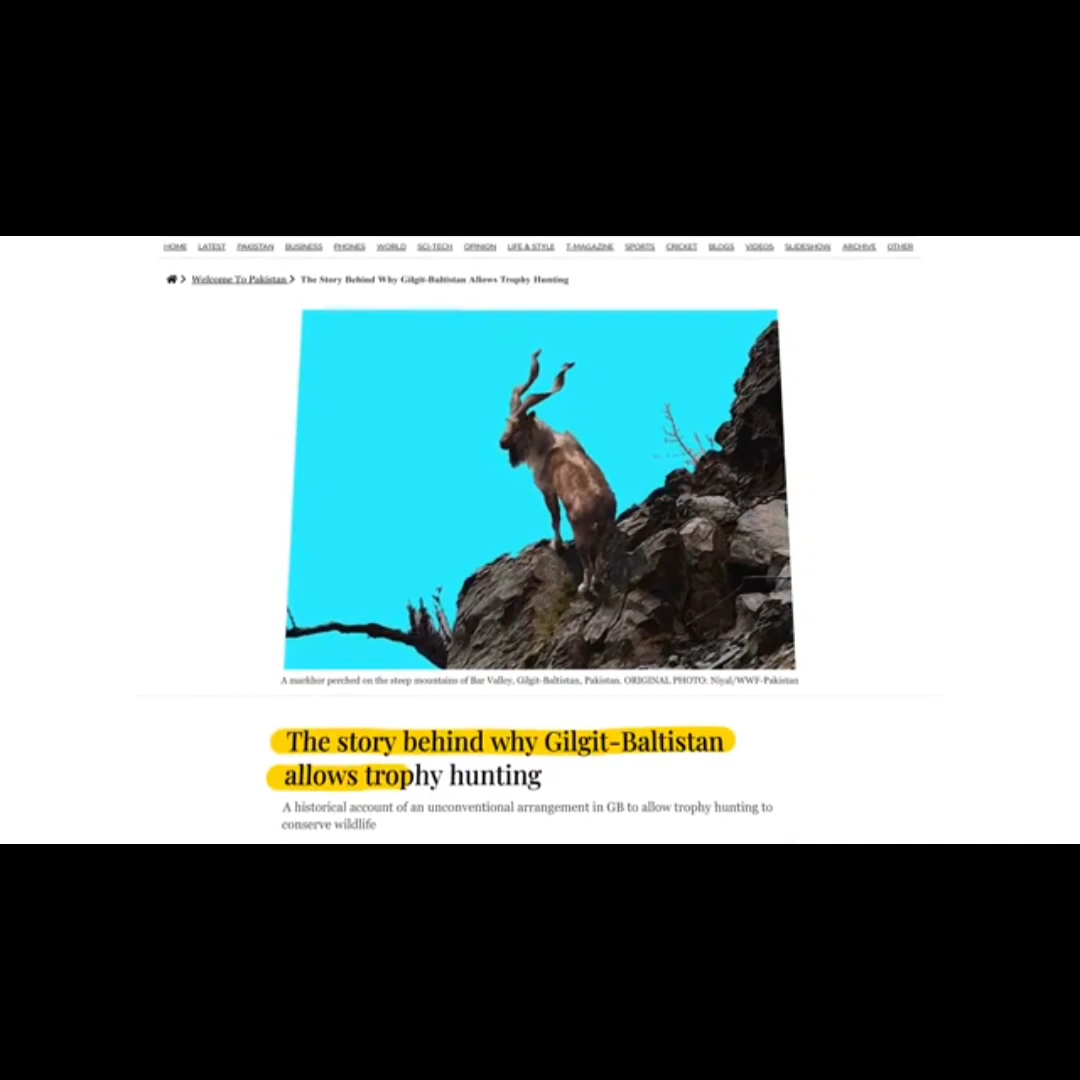 HOME LATEST PAKISTAN BUSINESS PHONES WORLD SCI-TECH OPINION LIFE & STYLE T-MAGAZINE SPORTS CRICKET BLOGS VIDEOS SLIDESHOW ARCHIVE OTHER
Welcome To Pakistan > The Story Behind Why Gilgit-Baltistan Allows Trophy Hunting
A markhor perched on the steep mountains of Bar Valley, Gilgit-Baltistan, Pakistan. ORIGINAL PHOTO: Niyal/WWF-Pakistan
The story behind why Gilgit-Baltistan
allows trophy hunting
A historical account of an unconventional arrangement in GB to allow trophy hunting to
conserve wildlife